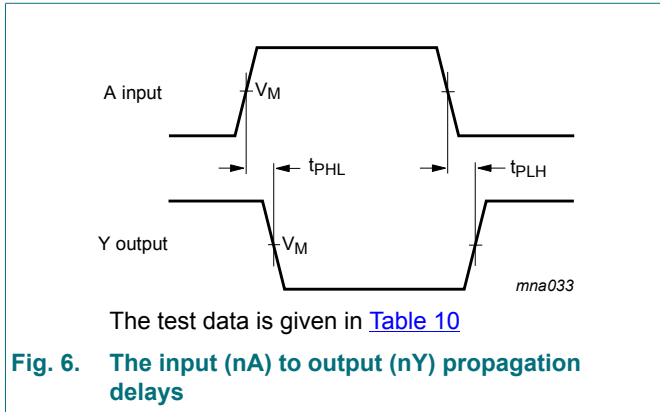 A input
VM
tPHL
tPLH
Y output
VM
mna033
The test data is given in Table 10
Fig. 6. The input (nA) to output (nY) propagation
delays